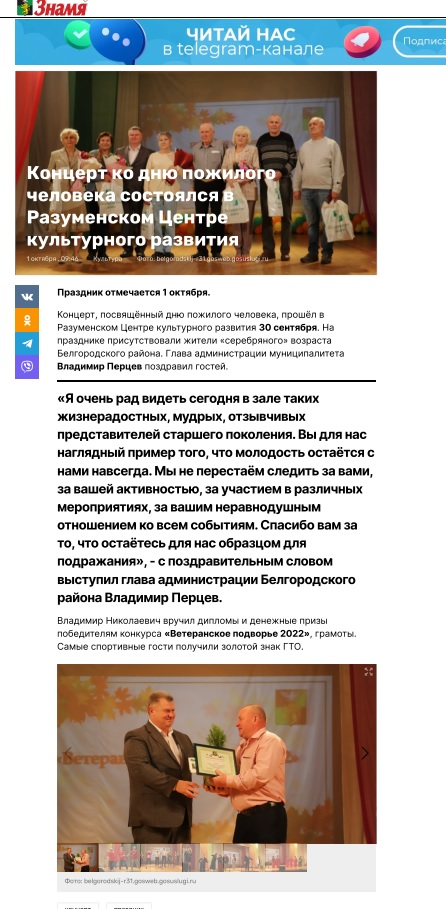 Знамя
ЧИТАЙ НАС
в telegram-канале
Концерт ко дню пожилого
человека состоялся в
Разуменском Центре
культурного развития
1 октября, 09:46 Культура Фото: belgorodskij-r31.gosweb.gosuslugi.ru
Праздник отмечается 1 октября.
Концерт, посвящённый дню пожилого человека, прошёл в
Разуменском Центре культурного развития 30 сентября. На
празднике присутствовали жители «серебряного» возраста
Белгородского района. Глава администрации муниципалитета
Владимир Перцев поздравил гостей.
«Я очень рад видеть сегодня в зале таких
жизнерадостных, мудрых, отзывчивых
представителей старшего поколения. Вы для нас
наглядный пример того, что молодость остаётся с
нами навсегда. Мы не перестаём следить за вами,
за вашей активностью, за участием в различных
мероприятиях, за вашим неравнодушным
отношением ко всем событиям. Спасибо вам за
то, что остаётесь для нас образцом для
подражания», - с поздравительным словом
выступил глава администрации Белгородского
района Владимир Перцев.
Владимир Николаевич вручил дипломы и денежные призы
победителям конкурса «Ветеранское подворье 2022», грамоты.
Самые спортивные гости получили золотой знак ГТО.
Фото: belgorodskij-r31.gosweb.gosuslugi.ru